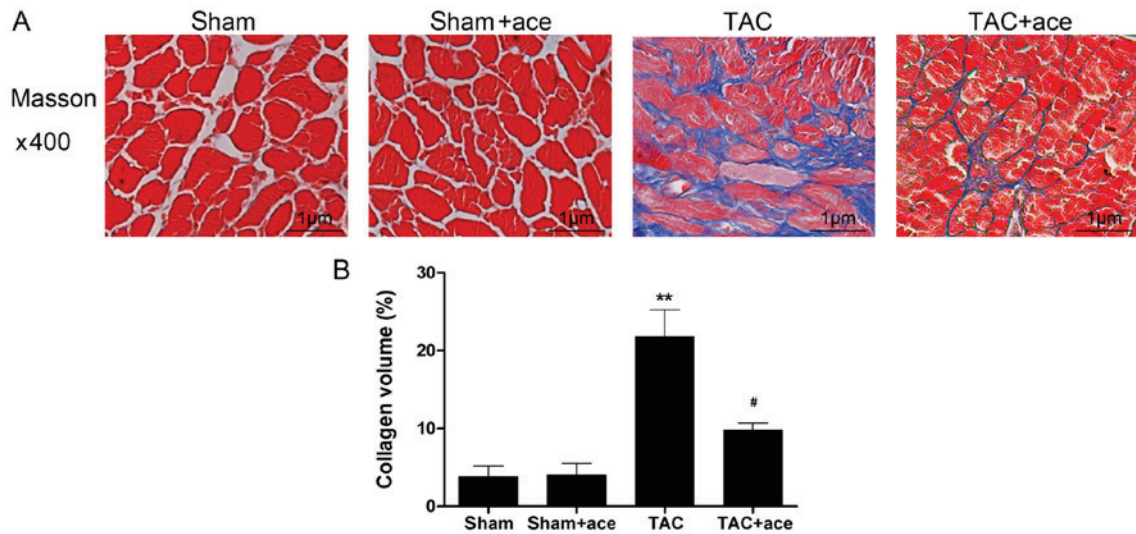 A
Sham
Sham+ace
TAC
TAC+ace
Masson
x400
1μm
1μm
1μm
1μm
B
Collagen volume (%)
30
20
10
0
**
#
Sham
Sham+ace
TAC
TAC+ace